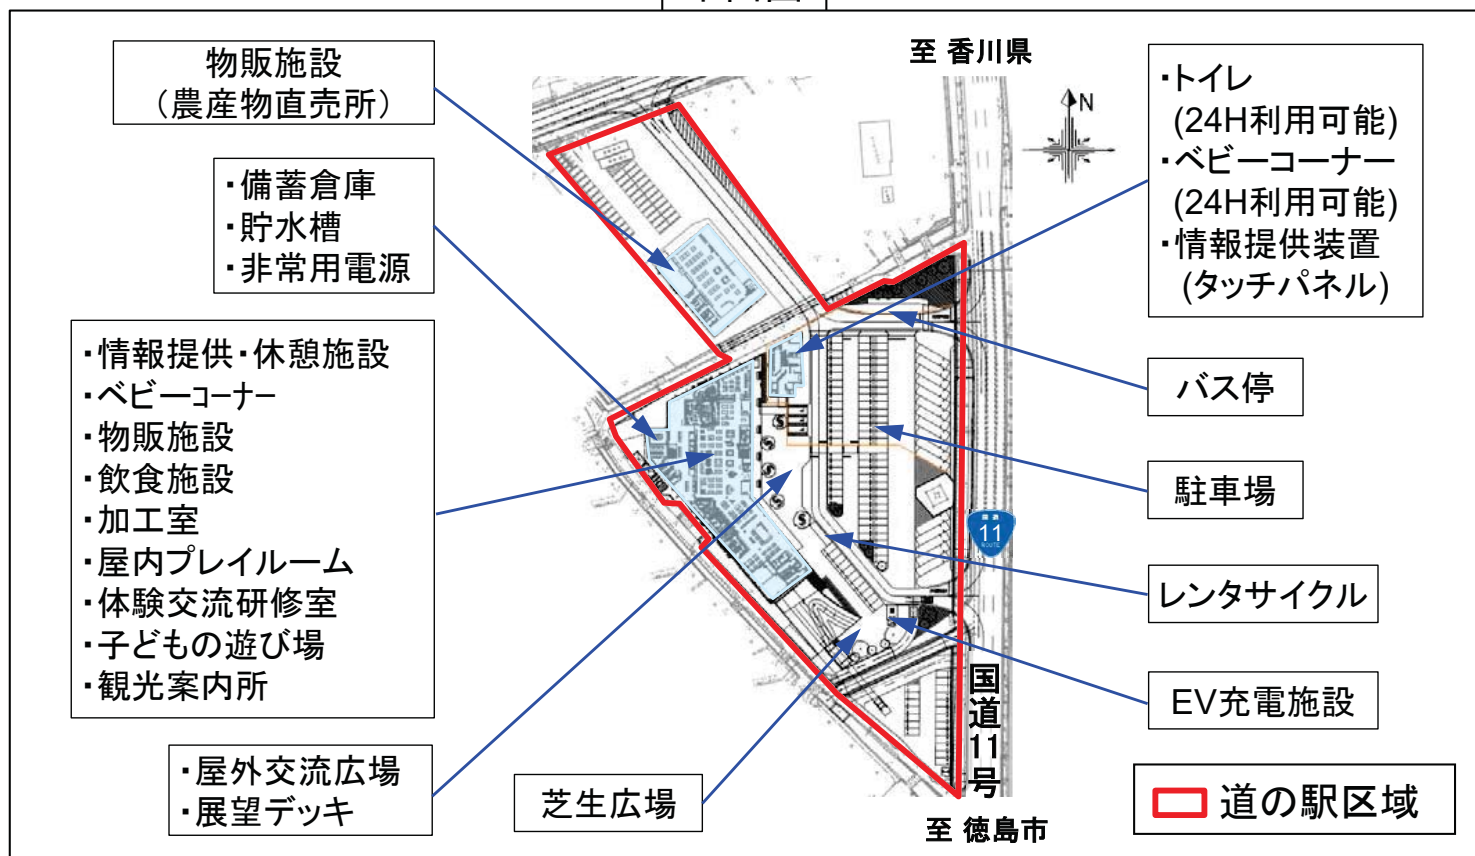 至 香川県
物販施設
（農産物直売所）
・備蓄倉庫
・貯水槽
・非常用電源
・情報提供・休憩施設
・ベビーコーナー
・物販施設
・飲食施設
・加工室
・屋内プレイルーム
・体験交流研修室
・子どもの遊び場
・観光案内所
・屋外交流広場
・展望デッキ
芝生広場
N
・トイレ
(24H利用可能)
・ベビーコーナー
(24H利用可能)
・情報提供装置
(タッチパネル)
バス停
駐車場
国道
11
ROUTE
レンタサイクル
EV充電施設
国道11号
至 徳島市
道の駅区域